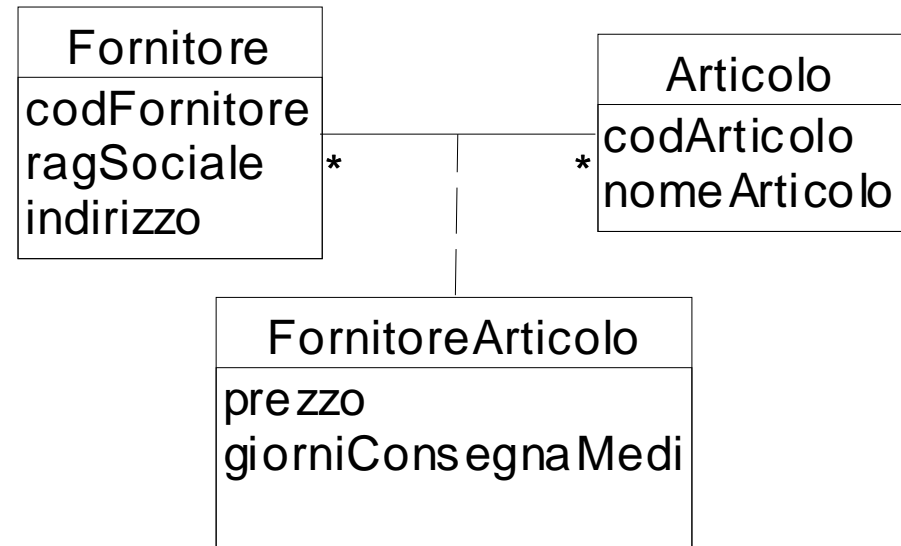 Fornitore
codFornitore
ragSociale
indirizzo
*
*
Articolo
codArticolo
nomeArticolo
FornitoreArticolo
prezzo
giorniConsegnaMedi